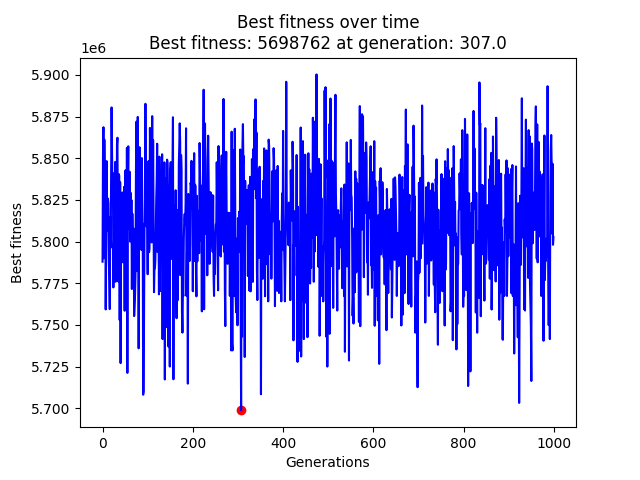 Best fitness over time
Best fitness: 5698762 at generation: 307.0
1e6
5.900
5.875
5.850
5.825
5.800
5.775
5.750
5.725
5.700
Best fitness
0 200 400 600 800 1000
Generations